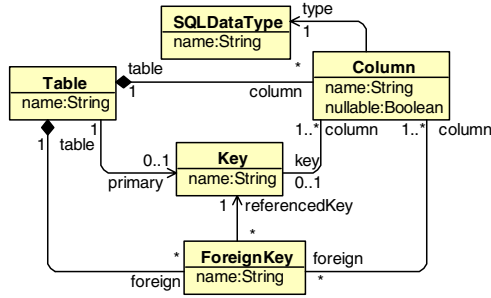 SQLDataType
name:String
type
1
Table
name:String
table
1
*
column
Column
name:String
nullable:Boolean
1
table
1
0..1
primary
Key
name:String
key
0..1
1..*
column
1..*
column
1
referencedKey
*
*
foreign
ForeignKey
name:String
foreign
*